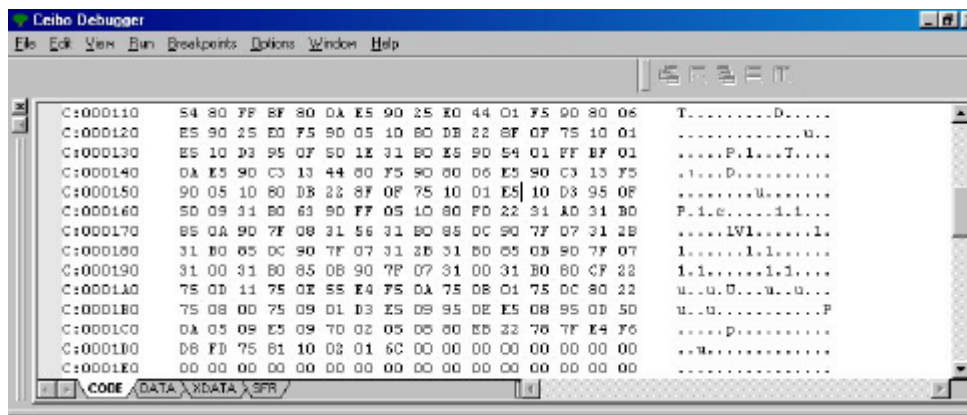 Ceibo Debugger
File Edit View Run Breakpoints Options Window Help
C:000110 54 80 FF BF 80 0A E5 90 25 E0 44 01 F5 90 80 06 T.........D.....
C:000120 E5 90 25 E0 F5 90 05 10 80 DB 22 8F 0F 75 10 01 .............u..
C:000130 E5 10 D3 95 0F 50 1E 31 B0 E5 90 54 01 FF BF 01 .....P.1...T....
C:000140 0A E5 90 C3 13 44 80 F5 90 80 06 E5 90 C3 13 F5
C:000150 90 05 10 80 DB 22 8F 0F 75 10 01 E5 10 D3 95 0F ........u.......
C:000160 50 09 31 B0 63 90 FF 05 10 80 F0 22 31 A0 31 B0 P.1.c.......1.1.
C:000170 85 0A 90 7F 08 31 56 31 B0 85 0C 90 7F 07 31 2B .....1V1......1.
C:000180 31 B0 85 0C 90 7F 07 31 2B 31 B0 85 0B 90 7F 07 1......1.1......
C:000190 31 00 31 B0 85 0B 90 7F 07 31 00 31 B0 80 CF 22 1.1......1.1....
C:0001A0 75 0D 11 75 0E 55 E4 F5 0A 75 0B 01 75 0C 80 22 u..u.U...u..u...
C:0001B0 75 08 00 75 09 01 D3 E5 09 95 0E E5 08 95 0D 50 u..u...........P
C:0001C0 0A 05 09 E5 09 70 02 05 08 80 EB 22 78 7F E4 F6 .....p..........
C:0001D0 D8 FD 75 81 10 02 01 6C 00 00 00 00 00 00 00 00 ..u.............
C:0001E0 00 00 00 00 00 00 00 00 00 00 00 00 00 00 00 00 ................
CODE DATA XDATA SFR